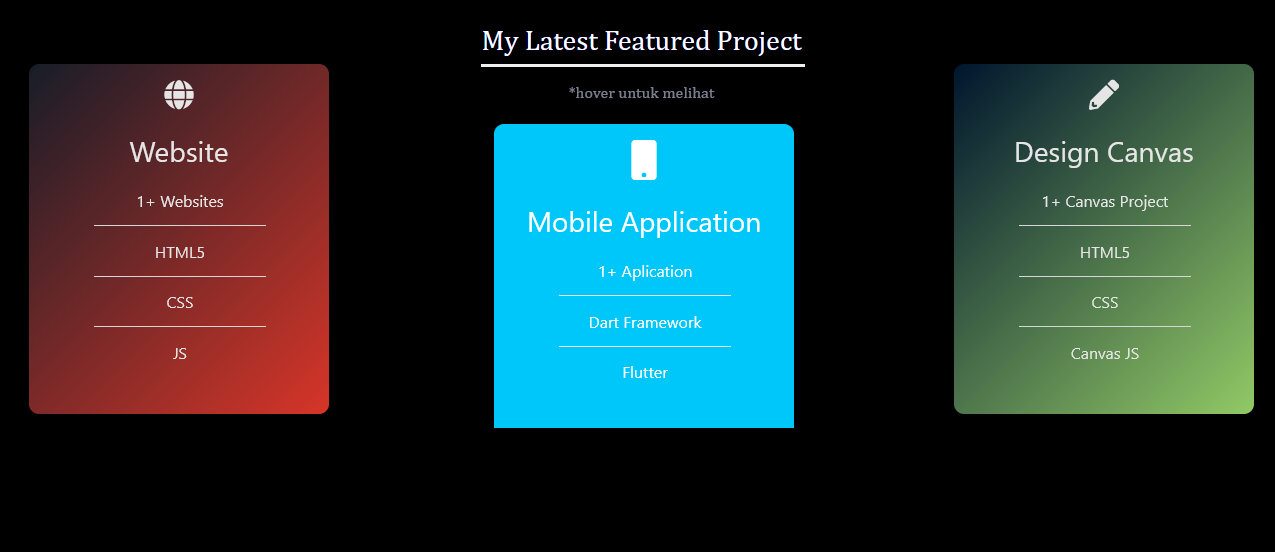 My Latest Featured Project
*hover untuk melihat
Website
1+ Websites
HTML5
CSS
JS
Mobile Application
1+ Aplication
Dart Framework
Flutter
Design Canvas
1+ Canvas Project
HTML5
CSS
Canvas JS